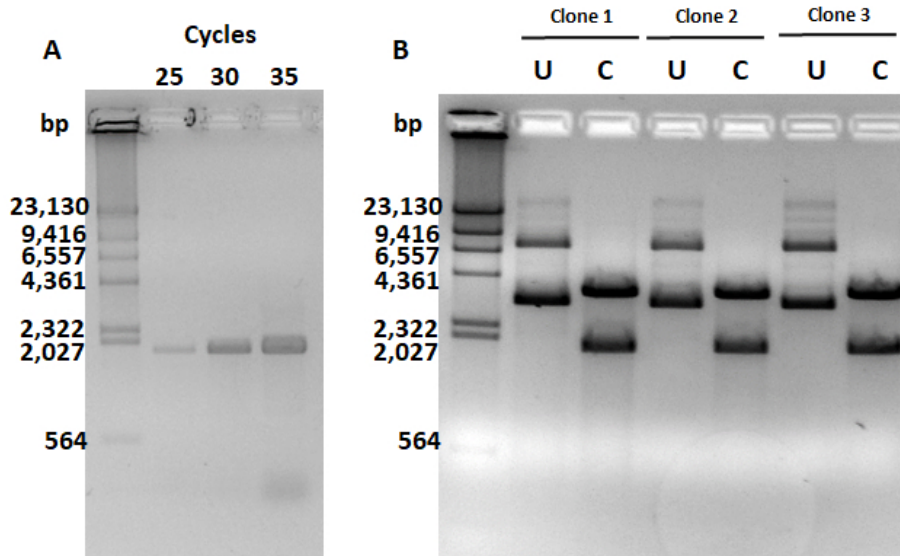 A
Cycles
25 30 35
bp
23,130
9,416
6,557
4,361
2,322
2,027
564
B
Clone 1 Clone 2 Clone 3
U C U C U C
bp
23,130
9,416
6,557
4,361
2,322
2,027
564